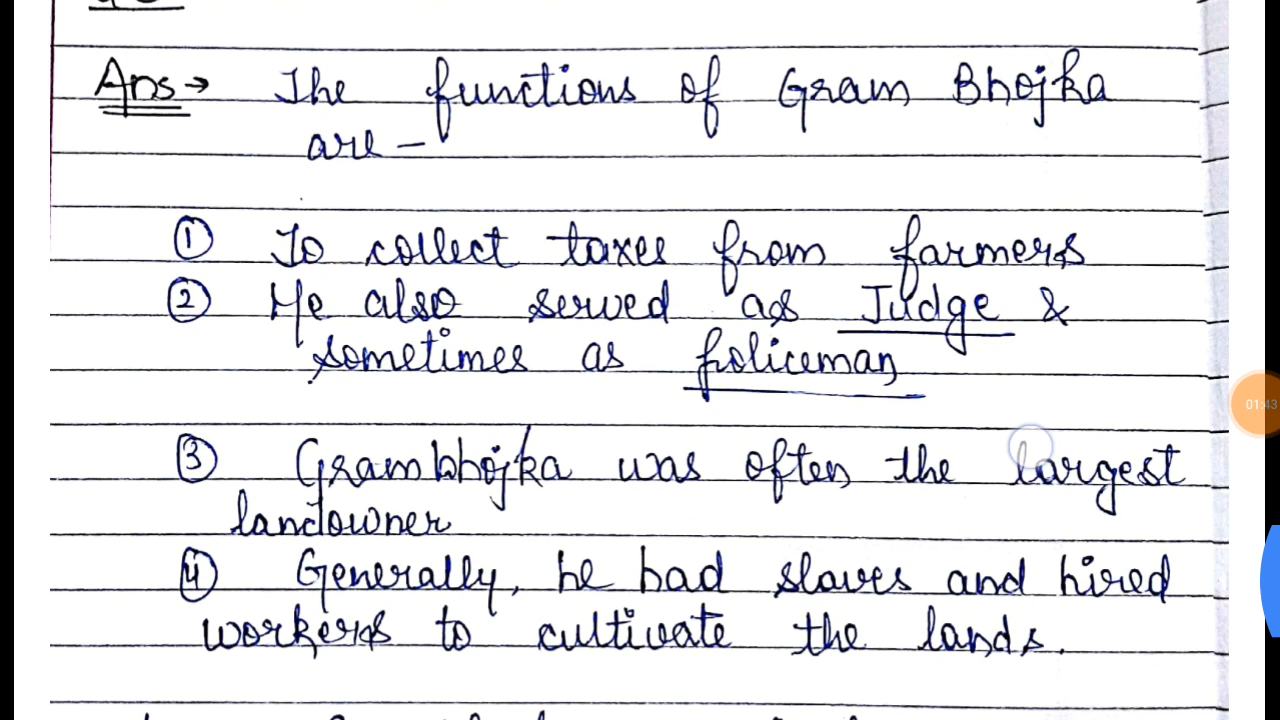 Ans → The functions of Gram Bhojka
are -
① To collect taxes from farmers
② He also served as Judge &
sometimes as policeman
③ Grambhojka was often the largest
landowner
④ Generally, he had slaves and hired
workers to cultivate the lands.
01:43